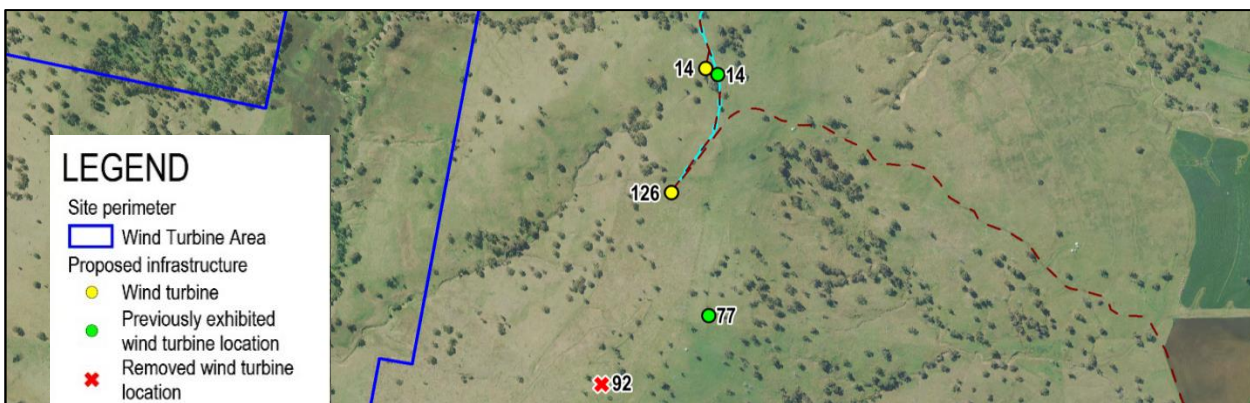 14
14
LEGEND
126
Site perimeter
Wind Turbine Area
Proposed infrastructure
Wind turbine
Previously exhibited
wind turbine location
77
Removed wind turbine
location
92